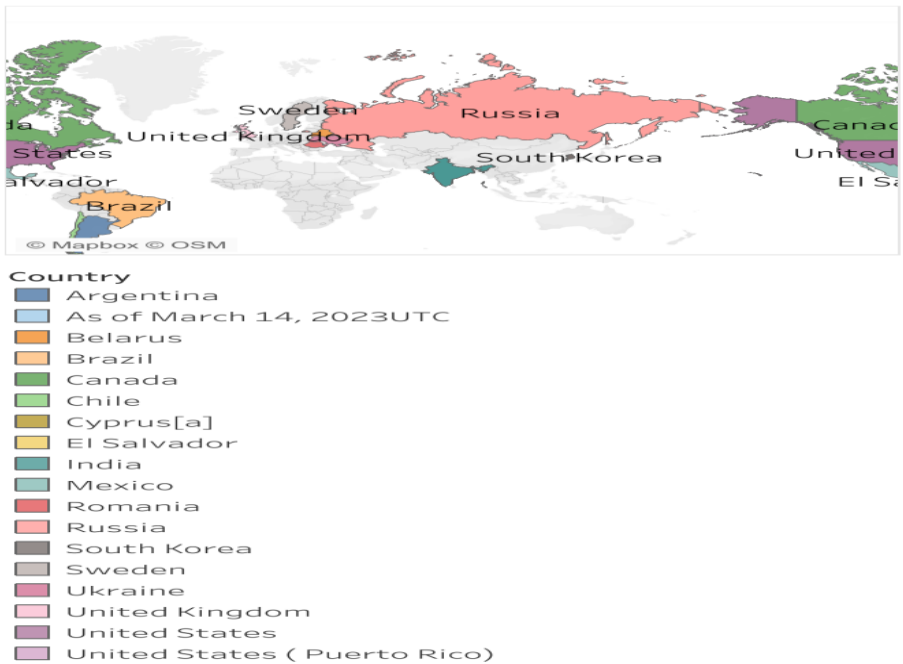 Sweden
Russia
da
United Kingdom
Canac
States
South Korea
United
alvador
El Sa
Brazil
© Mapbox © OSM
Country
Argentina
As of March 14, 2023UTC
Belarus
Brazil
Canada
Chile
Cyprus[a]
El Salvador
India
Mexico
Romania
Russia
South Korea
Sweden
Ukraine
United Kingdom
United States
United States ( Puerto Rico)